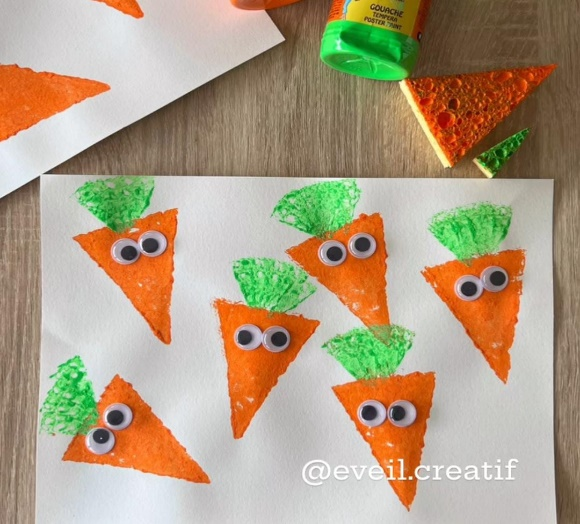 GOUACHE
TEMPERA
POSTER PAINT
@eveil.creatif